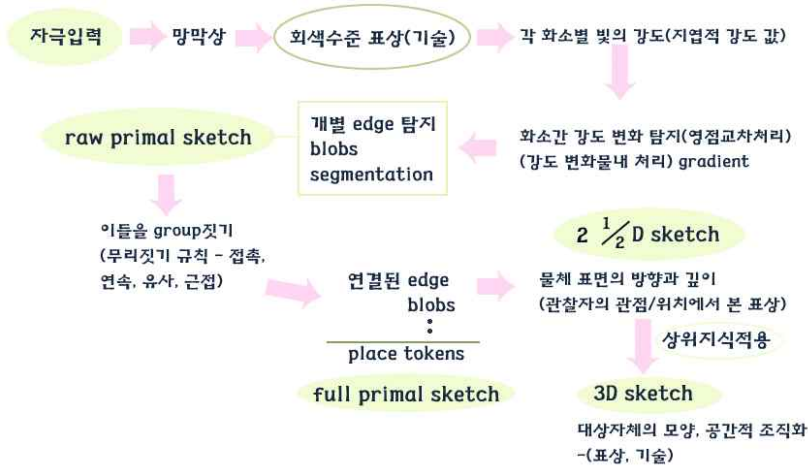 자극입력
망막상
회색수준 표상(기술)
각 화소별 빛의 강도(지엽적 강도 값)
화소간 강도 변화 탐지(영점교차처리)
(강도 변화물내 처리) gradient
개별 edge 탐지
blobs
segmentation
raw primal sketch
이들을 group짓기
(무리짓기 규칙 - 접촉,
연속, 유사, 근접)
연결된 edge
blobs
⋮
place tokens
full primal sketch
2 1/2D sketch
물체 표면의 방향과 깊이
(관찰자의 관점/위치에서 본 표상)
상위지식적용
3D sketch
대상자체의 모양, 공간적 조직화
-(표상, 기술)